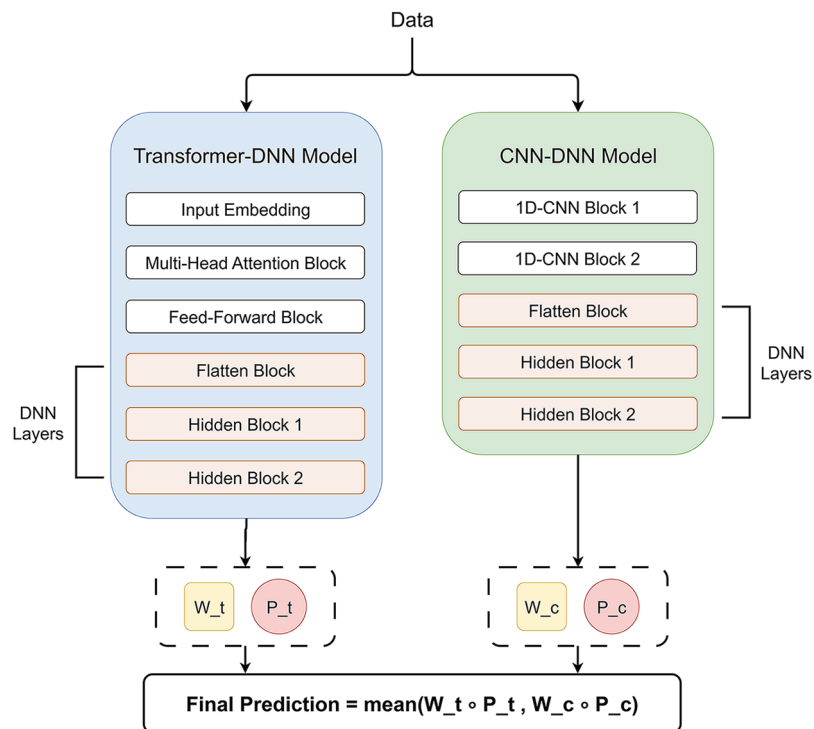 Data
Transformer-DNN Model
Input Embedding
Multi-Head Attention Block
Feed-Forward Block
Flatten Block
Hidden Block 1
Hidden Block 2
DNN
Layers
CNN-DNN Model
1D-CNN Block 1
1D-CNN Block 2
Flatten Block
Hidden Block 1
Hidden Block 2
DNN
Layers
W_t
P_t
W_c
P_c
Final Prediction = mean(W_t ∘ P_t , W_c ∘ P_c)